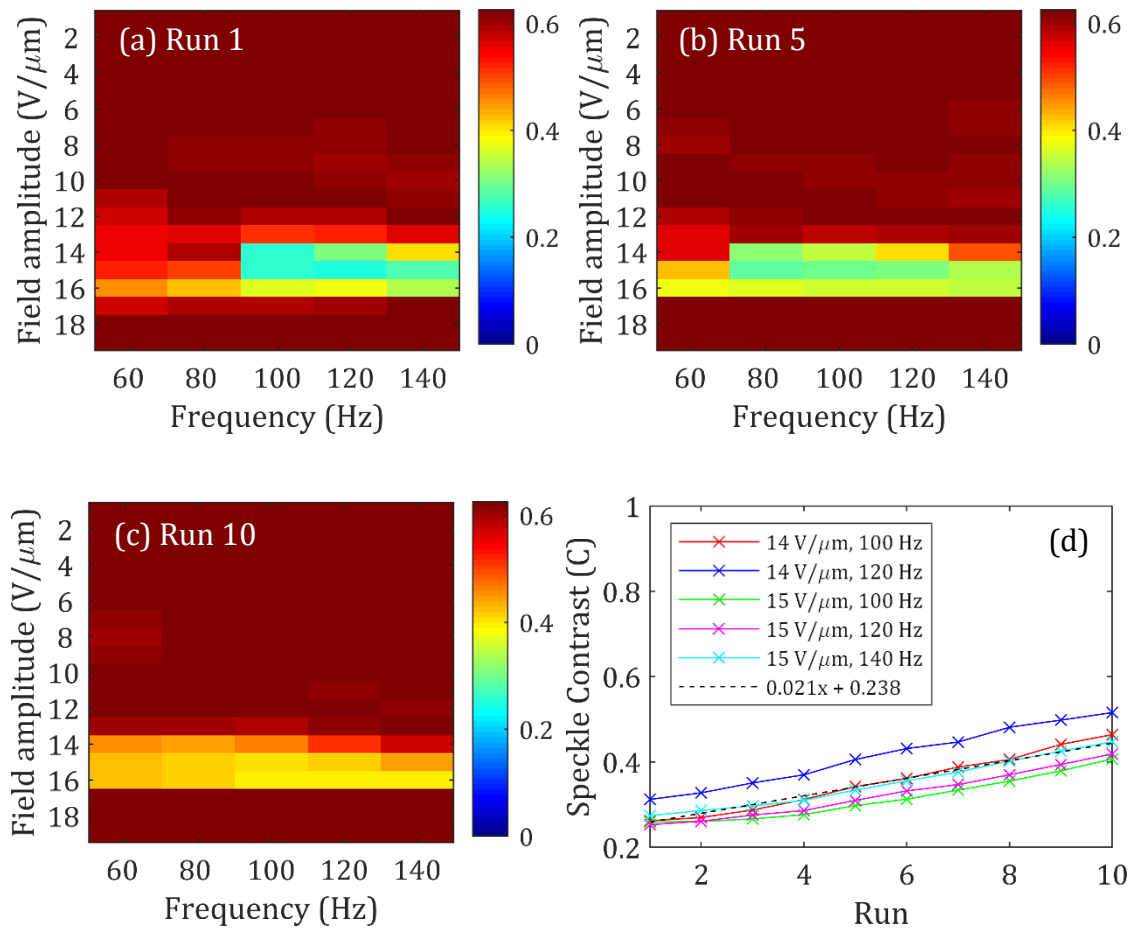 (a) Run 1
Field amplitude (V/μm)
2
4
6
8
10
12
14
16
18
60 80 100 120 140
Frequency (Hz)
0.6
0.4
0.2
0
(b) Run 5
Field amplitude (V/μm)
2
4
6
8
10
12
14
16
18
60 80 100 120 140
Frequency (Hz)
0.6
0.4
0.2
0
(c) Run 10
Field amplitude (V/μm)
2
4
6
8
10
12
14
16
18
60 80 100 120 140
Frequency (Hz)
0.6
0.4
0.2
0
(d)
Speckle Contrast (C)
1
0.8
0.6
0.4
0.2
14 V/μm, 100 Hz
14 V/μm, 120 Hz
15 V/μm, 100 Hz
15 V/μm, 120 Hz
15 V/μm, 140 Hz
0.021x + 0.238
2 4 6 8 10
Run